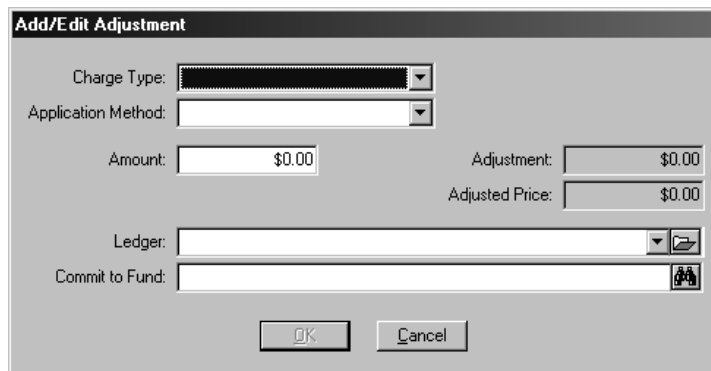 Add/Edit Adjustment
Charge Type:
Application Method:
Amount: $0.00 Adjustment: $0.00
Adjusted Price: $0.00
Ledger:
Commit to Fund:
OK Cancel